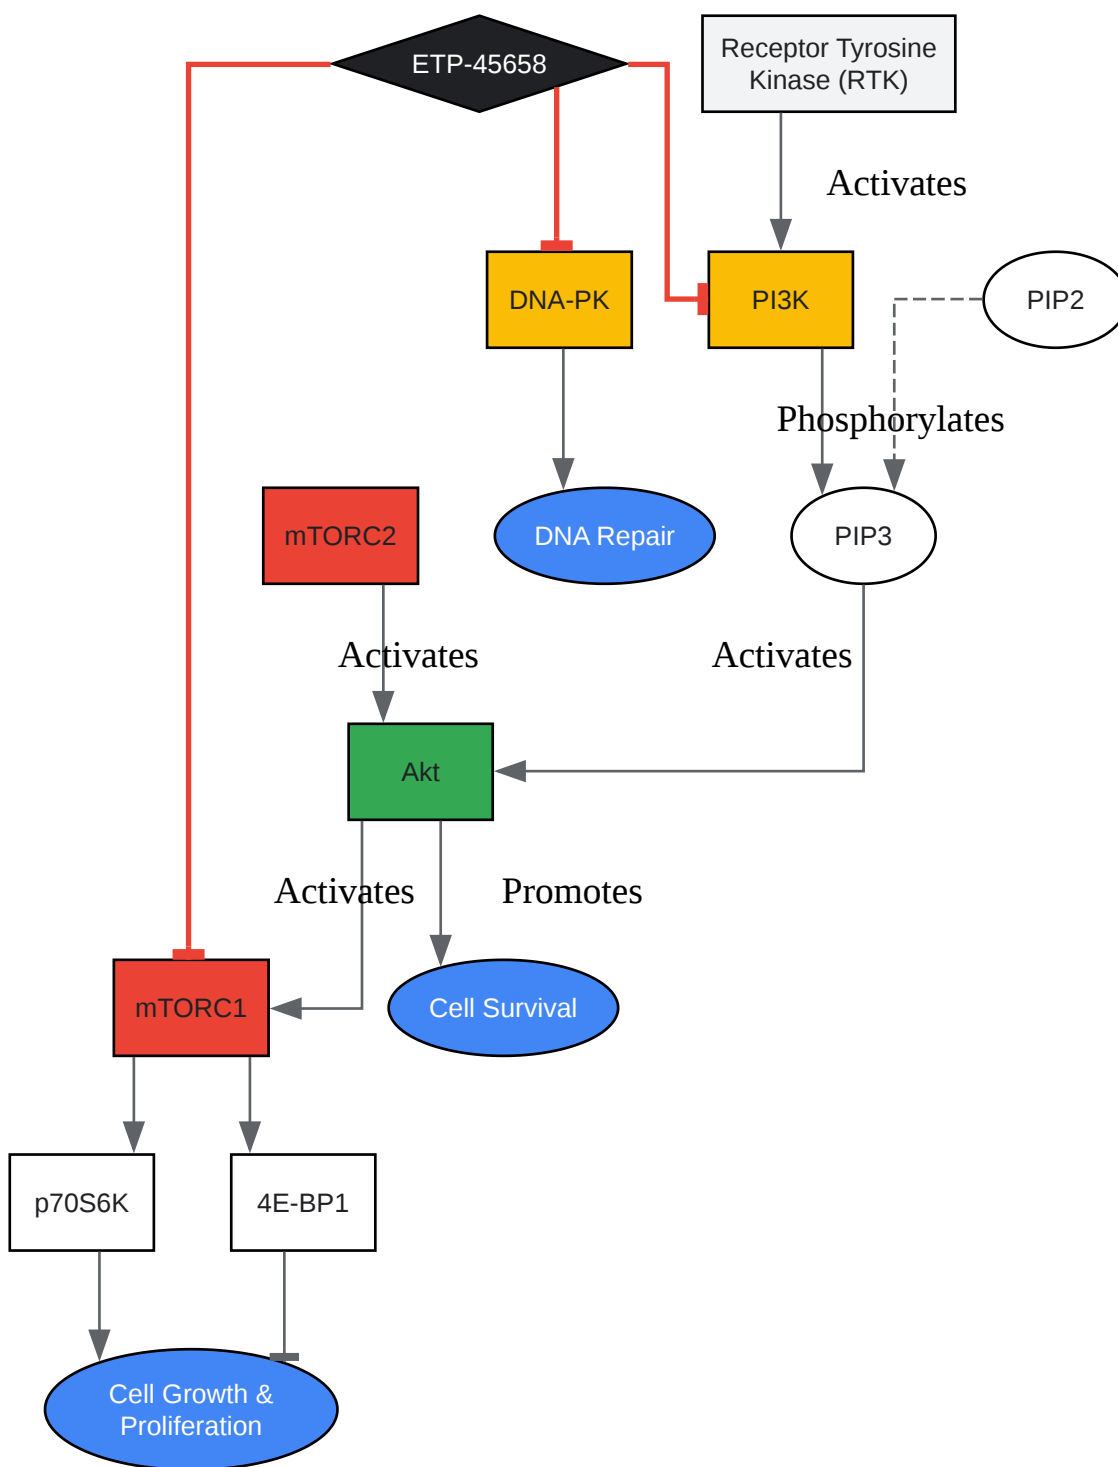 ETP-45658
Receptor Tyrosine
Kinase (RTK)
Activates
DNA-PK
PI3K
PIP2
Phosphorylates
mTORC2
DNA Repair
PIP3
Activates
Activates
Akt
Activates
Promotes
mTORC1
Cell Survival
p70S6K
4E-BP1
Cell Growth &
Proliferation